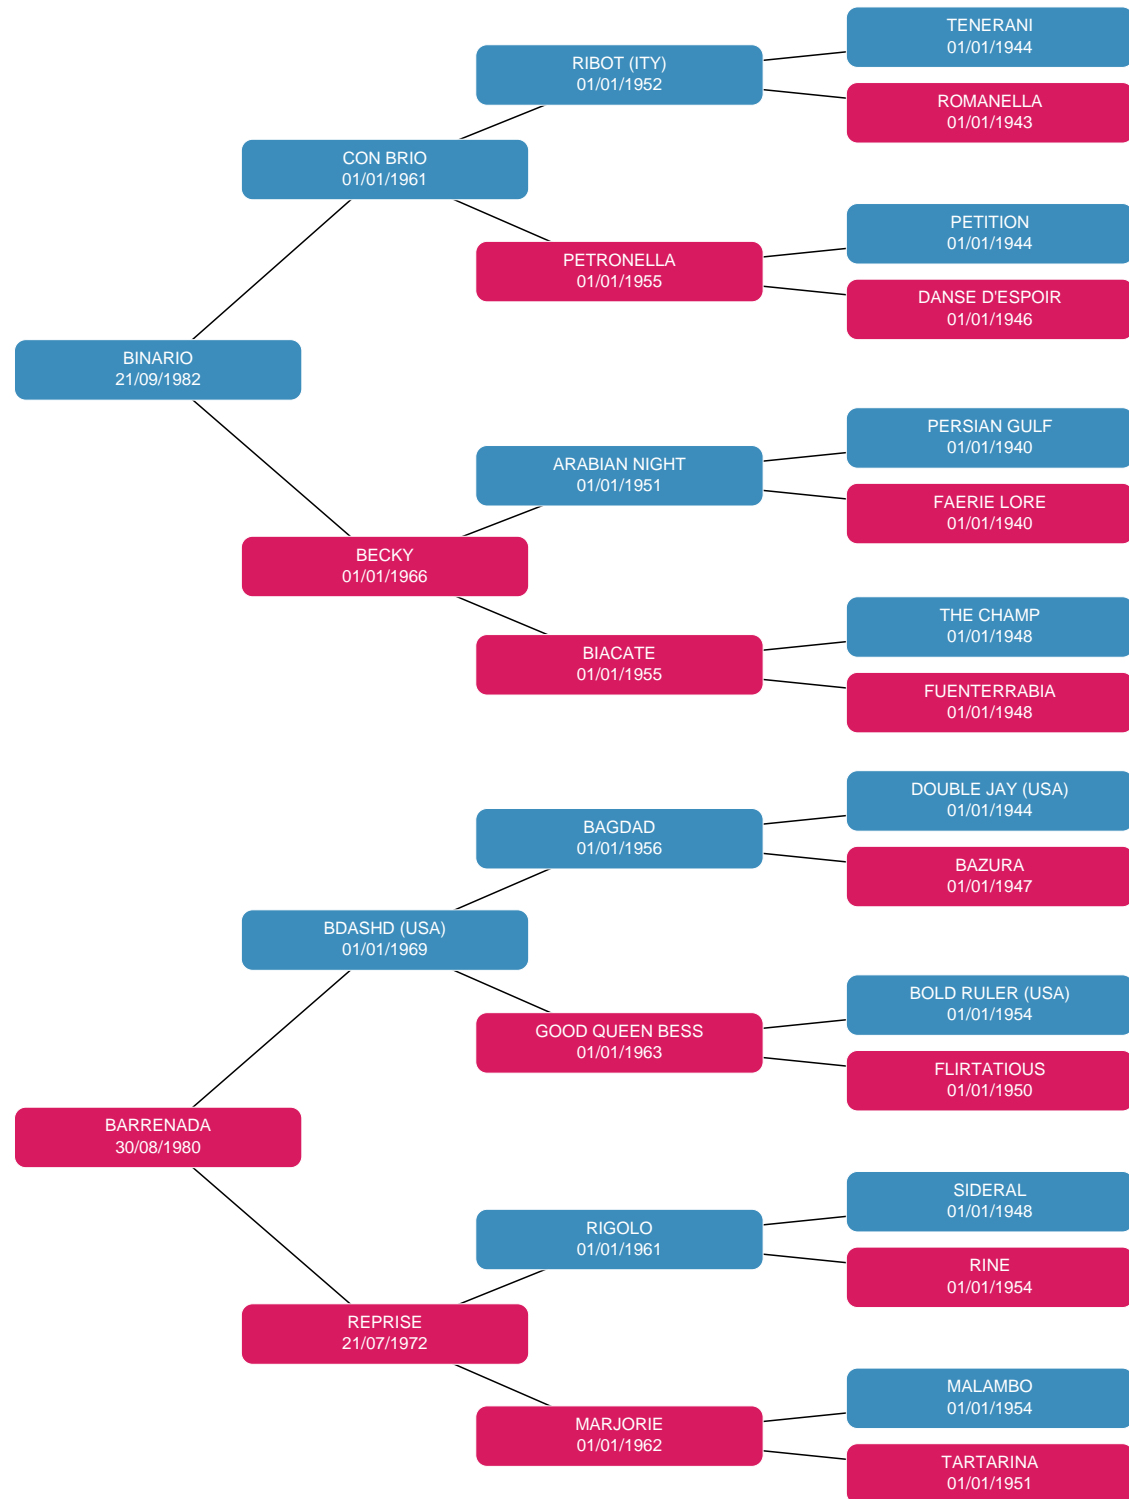 TENERANI
01/01/1944
RIBOT (ITY)
01/01/1952
ROMANELLA
01/01/1943
CON BRIO
01/01/1961
PETITION
01/01/1944
PETRONELLA
01/01/1955
DANSE D'ESPOIR
01/01/1946
BINARIO
21/09/1982
PERSIAN GULF
01/01/1940
ARABIAN NIGHT
01/01/1951
FAERIE LORE
01/01/1940
BECKY
01/01/1966
THE CHAMP
01/01/1948
BIACATE
01/01/1955
FUENTERRABIA
01/01/1948
DOUBLE JAY (USA)
01/01/1944
BAGDAD
01/01/1956
BAZURA
01/01/1947
BDASHD (USA)
01/01/1969
BOLD RULER (USA)
01/01/1954
GOOD QUEEN BESS
01/01/1963
FLIRTATIOUS
01/01/1950
BARRENADA
30/08/1980
SIDERAL
01/01/1948
RIGOLO
01/01/1961
RINE
01/01/1954
REPRISE
21/07/1972
MALAMBO
01/01/1954
MARJORIE
01/01/1962
TARTARINA
01/01/1951